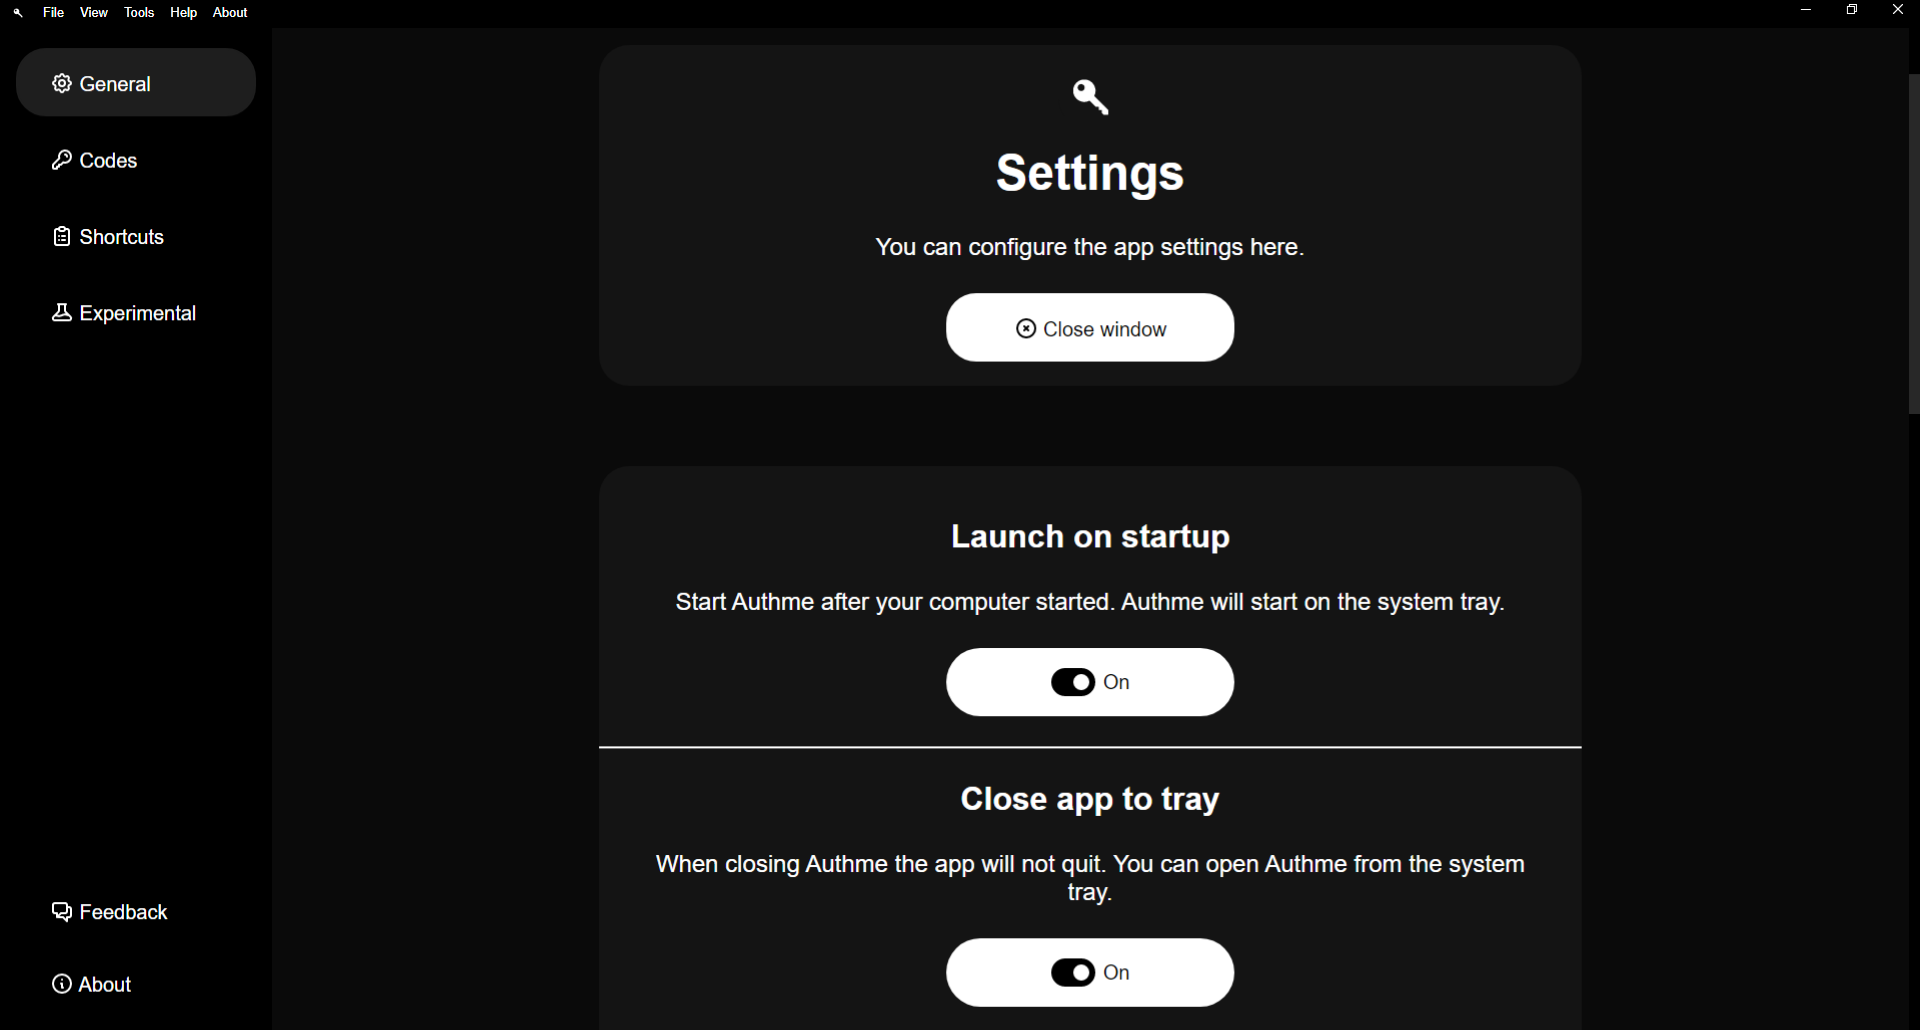 File View Tools Help About
General
Codes
Shortcuts
Experimental
Feedback
About
Settings
You can configure the app settings here.
Close window
Launch on startup
Start Authme after your computer started. Authme will start on the system tray.
On
Close app to tray
When closing Authme the app will not quit. You can open Authme from the system
tray.
On